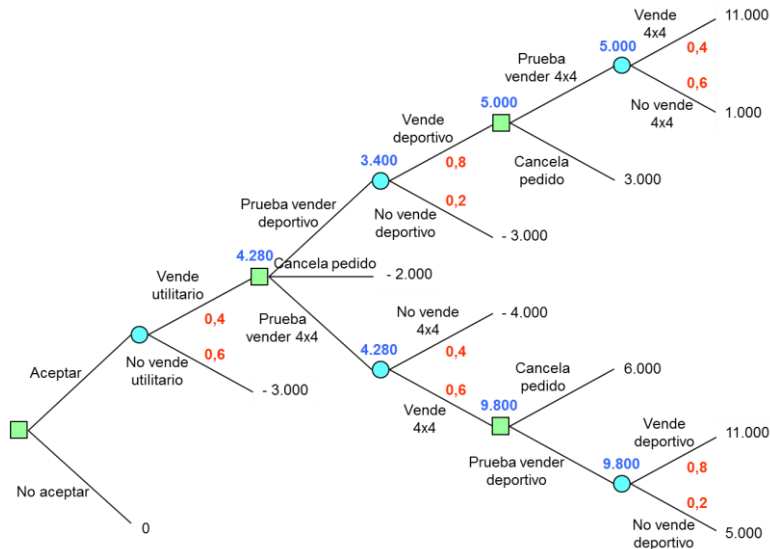 Vende
4x4
11.000
5.000
0,4
Prueba
vender 4x4
0,6
5.000
No vende
4x4
1.000
Vende
deportivo
3.400
0,8
Cancela
pedido
3.000
Prueba vender
deportivo
0,2
No vende
deportivo
- 3.000
4.280
Cancela pedido
- 2.000
Vende
utilitario
No vende
4x4
- 4.000
0,4
Prueba
vender 4x4
4.280
0,4
Cancela
pedido
6.000
Aceptar
No vende
utilitario
0,6
- 3.000
0,6
Vende
4x4
9.800
Vende
deportivo
11.000
Prueba vender
deportivo
9.800
0,8
No aceptar
0
0,2
No vende
deportivo
5.000